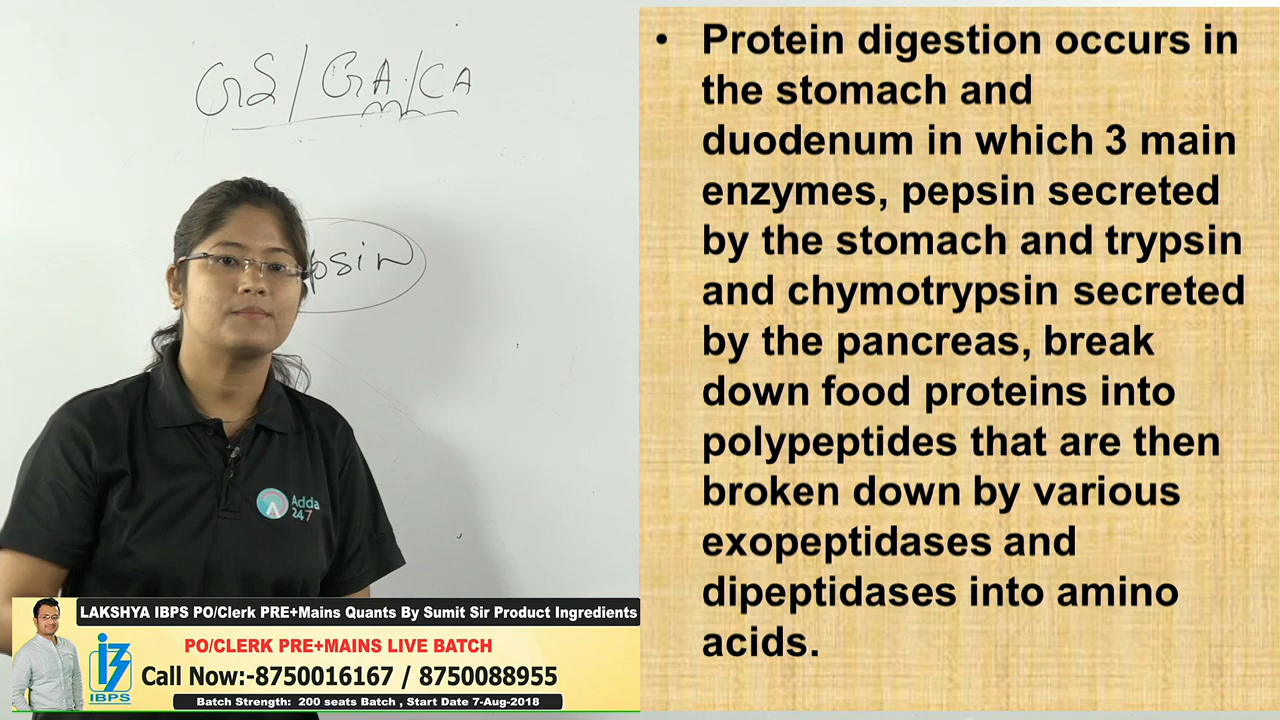 GS / GA / CA
psin
Adda
247
• Protein digestion occurs in
the stomach and
duodenum in which 3 main
enzymes, pepsin secreted
by the stomach and trypsin
and chymotrypsin secreted
by the pancreas, break
down food proteins into
polypeptides that are then
broken down by various
exopeptidases and
dipeptidases into amino
acids.
LAKSHYA IBPS PO/Clerk PRE+Mains Quants By Sumit Sir Product Ingredients
PO/CLERK PRE+MAINS LIVE BATCH
IBPS
Call Now:-8750016167 / 8750088955
Batch Strength: 200 seats Batch , Start Date 7-Aug-2018